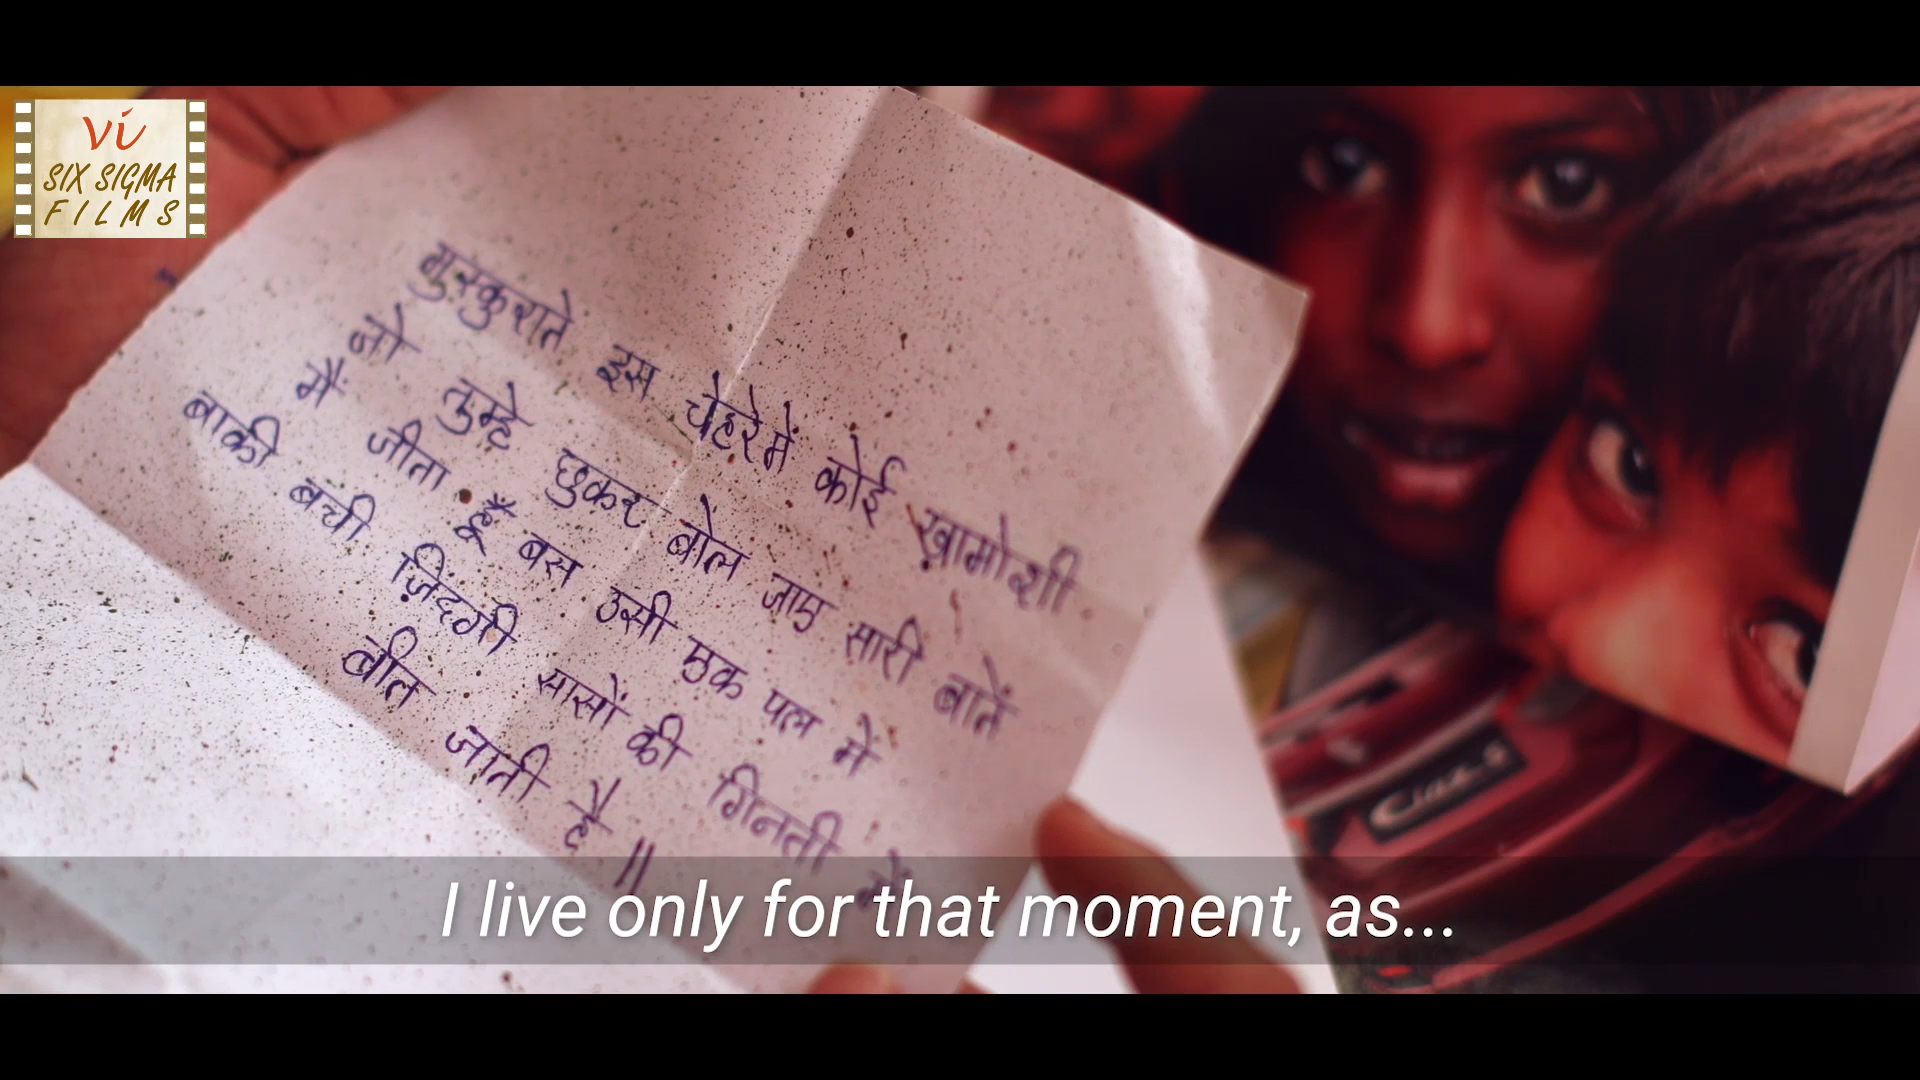 vi
SIX SIGMA
FILMS
मुस्कुराते इस चेहरे में कोई ख़ामोशी
जो तुम्हे छुकर बोल जाए सारी बातें
मैं जीता हूँ बस उसी एक पल में
बाकी बची ज़िंदगी सासों की गिनती में
बीत जाती है ॥
I live only for that moment, as...